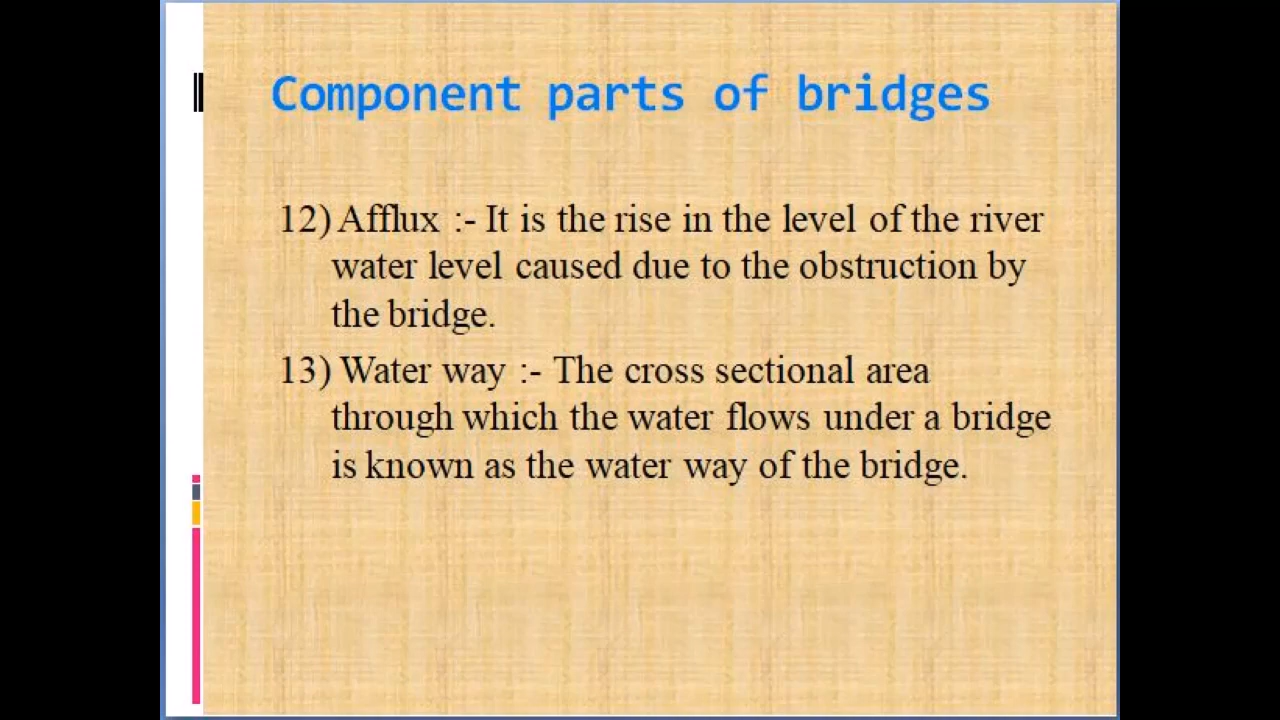 Component parts of bridges
12) Afflux :- It is the rise in the level of the river
water level caused due to the obstruction by
the bridge.
13) Water way :- The cross sectional area
through which the water flows under a bridge
is known as the water way of the bridge.